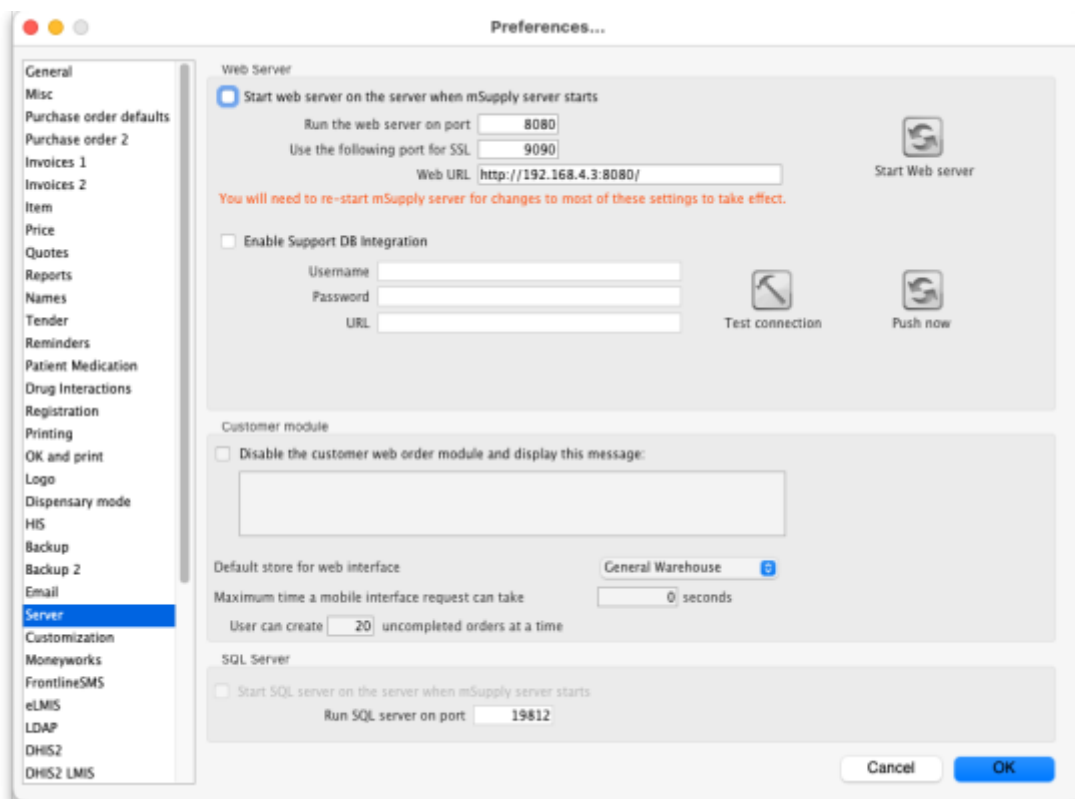 Preferences...
General
Misc
Purchase order defaults
Purchase order 2
Invoices 1
Invoices 2
Item
Price
Quotes
Reports
Names
Tender
Reminders
Patient Medication
Drug Interactions
Registration
Printing
OK and print
Logo
Dispensary mode
HIS
Backup
Backup 2
Email
Server
Customization
Moneyworks
FrontlineSMS
eLMIS
LDAP
DHIS2
DHIS2 LMIS
Web Server
Start web server on the server when mSupply server starts
Run the web server on port 8080
Use the following port for SSL 9090
Web URL http://192.168.4.3:8080/
Start Web server
You will need to re-start mSupply server for changes to most of these settings to take effect.
Enable Support DB Integration
Username
Password
URL
Test connection
Push now
Customer module
Disable the customer web order module and display this message:
Default store for web interface General Warehouse
Maximum time a mobile interface request can take 0 seconds
User can create 20 uncompleted orders at a time
SQL Server
Start SQL server on the server when mSupply server starts
Run SQL server on port 19812
Cancel OK